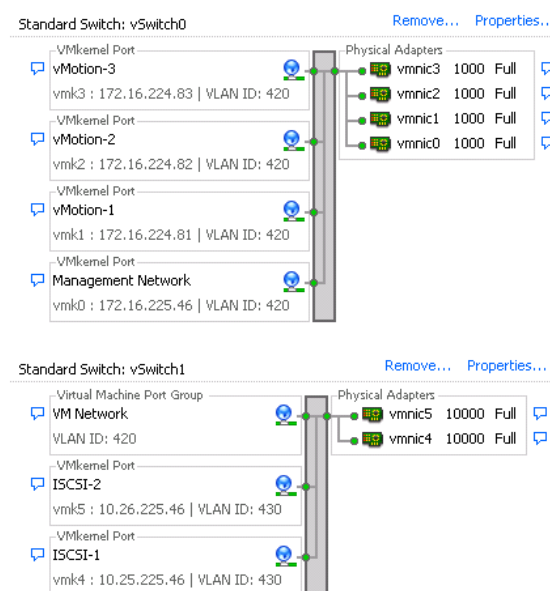 Standard Switch: vSwitch0 Remove... Properties...
VMkernel Port Physical Adapters
vMotion-3 vmnic3 1000 Full
vmk3 : 172.16.224.83 | VLAN ID: 420 vmnic2 1000 Full
VMkernel Port vmnic1 1000 Full
vMotion-2 vmnic0 1000 Full
vmk2 : 172.16.224.82 | VLAN ID: 420
VMkernel Port
vMotion-1
vmk1 : 172.16.224.81 | VLAN ID: 420
VMkernel Port
Management Network
vmk0 : 172.16.225.46 | VLAN ID: 420
Standard Switch: vSwitch1 Remove... Properties...
Virtual Machine Port Group Physical Adapters
VM Network vmnic5 10000 Full
VLAN ID: 420 vmnic4 10000 Full
VMkernel Port
ISCSI-2
vmk5 : 10.26.225.46 | VLAN ID: 430
VMkernel Port
ISCSI-1
vmk4 : 10.25.225.46 | VLAN ID: 430